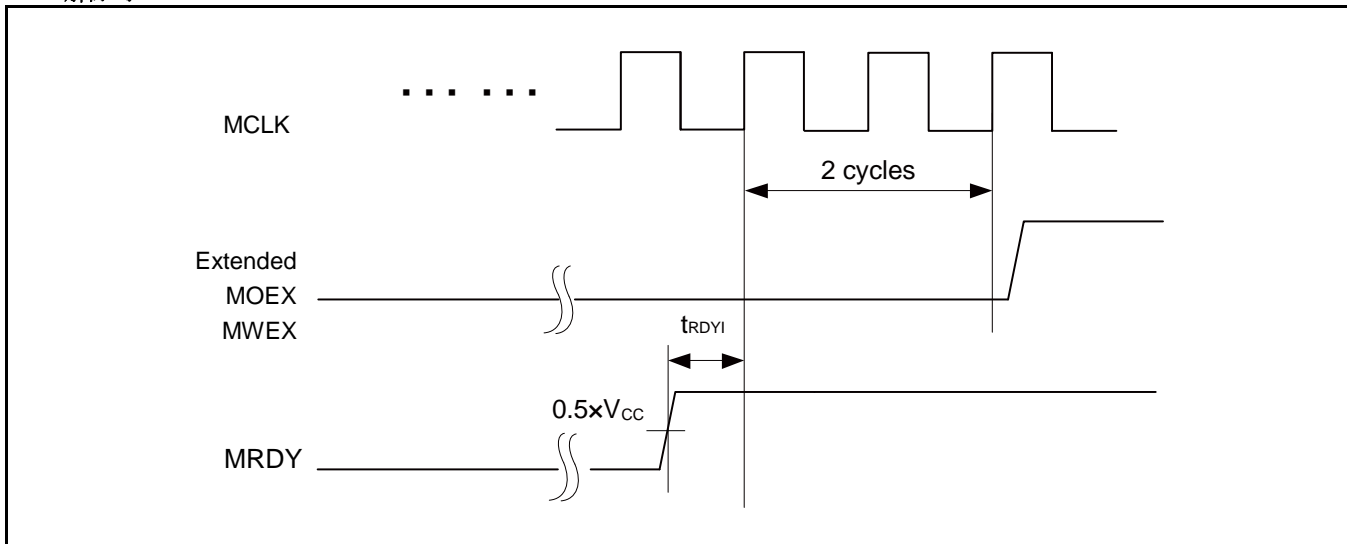 MCLK
2 cycles
Extended
MOEX
MWEX
tRDYI
0.5×VCC
MRDY